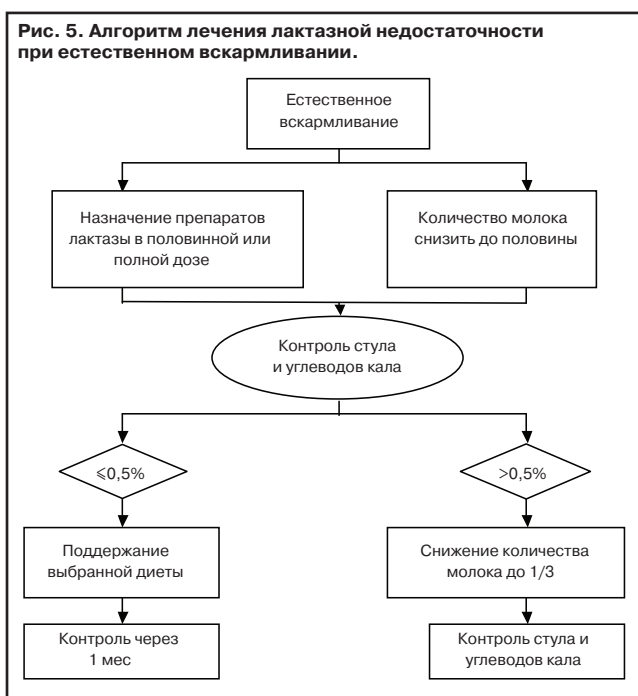 Рис. 5. Алгоритм лечения лактазной недостаточности
при естественном вскармливании.
Естественное
вскармливание
Назначение препаратов
лактазы в половинной или
полной дозе
Количество молока
снизить до половины
Контроль стула
и углеводов кала
⩽0,5%
>0,5%
Поддержание
выбранной диеты
Снижение количества
молока до 1/3
Контроль через
1 мес
Контроль стула и
углеводов кала